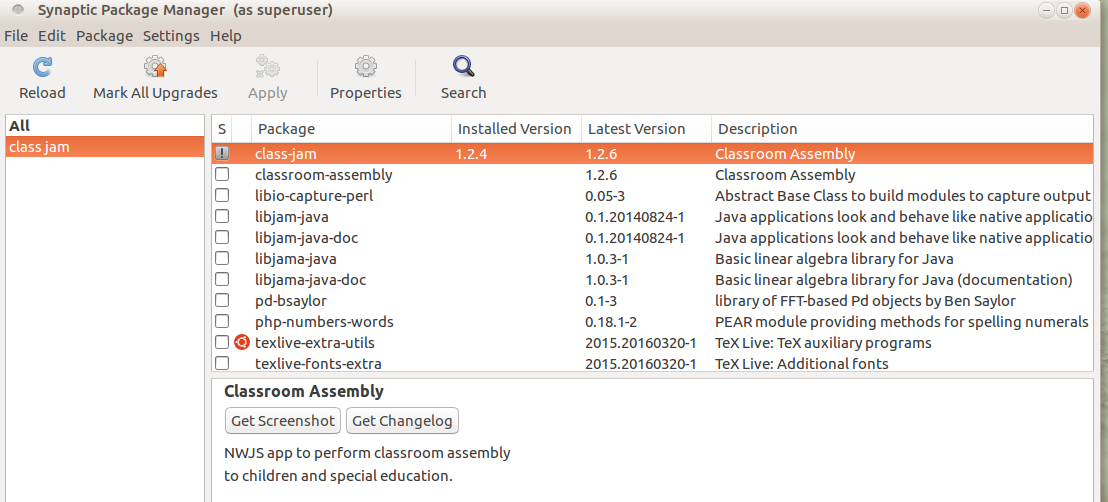 Synaptic Package Manager (as superuser)
File Edit Package Settings Help
Reload Mark All Upgrades Apply Properties Search
All
class jam
S Package Installed Version Latest Version Description
class-jam 1.2.4 1.2.6 Classroom Assembly
classroom-assembly 1.2.6 Classroom Assembly
libio-capture-perl 0.05-3 Abstract Base Class to build modules to capture output
libjam-java 0.1.20140824-1 Java applications look and behave like native applicatio
libjam-java-doc 0.1.20140824-1 Java applications look and behave like native applicatio
libjama-java 1.0.3-1 Basic linear algebra library for Java
libjama-java-doc 1.0.3-1 Basic linear algebra library for Java (documentation)
pd-bsaylor 0.1-3 library of FFT-based Pd objects by Ben Saylor
php-numbers-words 0.18.1-2 PEAR module providing methods for spelling numerals
texlive-extra-utils 2015.20160320-1 TeX Live: TeX auxiliary programs
texlive-fonts-extra 2015.20160320-1 TeX Live: Additional fonts
Classroom Assembly
Get Screenshot Get Changelog
NWJS app to perform classroom assembly
to children and special education.